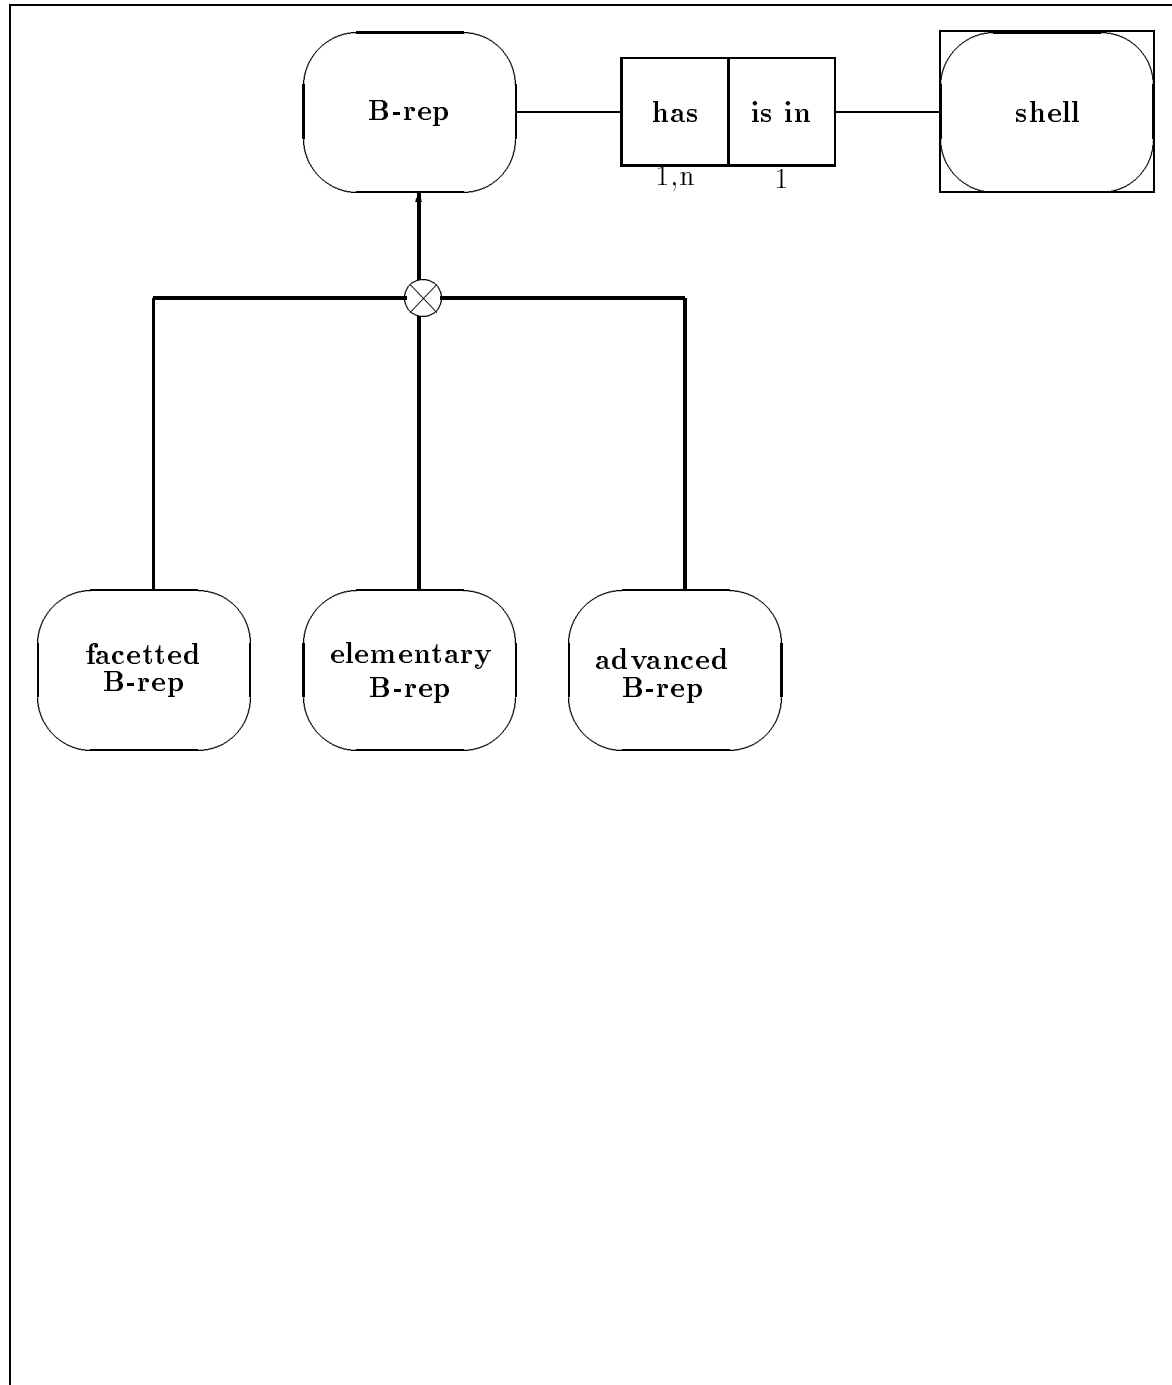 B-rep
has
is in
shell
1,n
1
facetted
B-rep
elementary
B-rep
advanced
B-rep